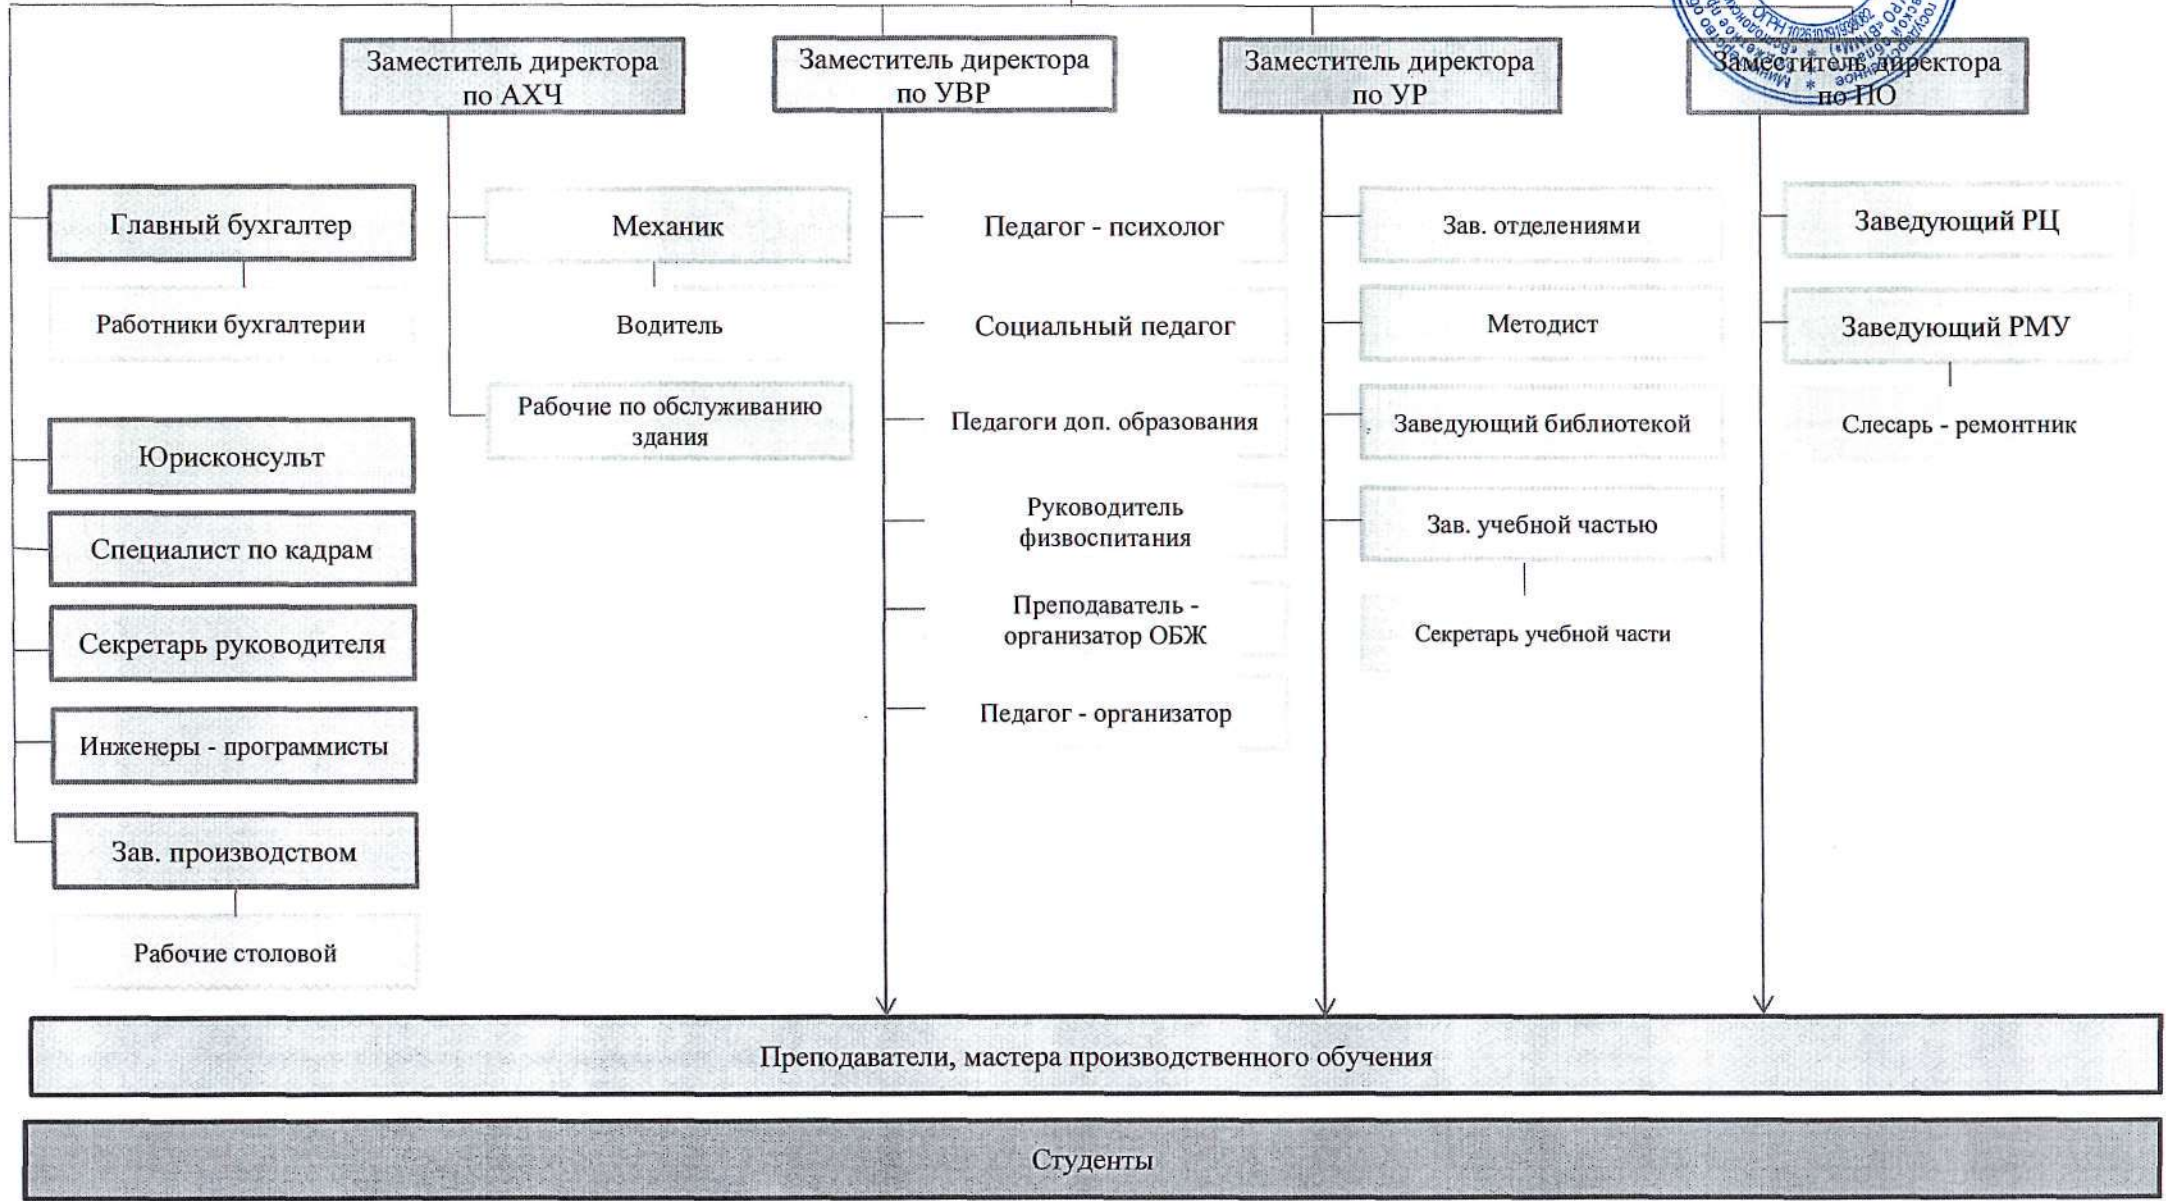 Заместитель директора
по АХЧ
Заместитель директора
по УВР
Заместитель директора
по УР
Заместитель директора
по ПО
Главный бухгалтер
Работники бухгалтерии
Юрисконсульт
Специалист по кадрам
Секретарь руководителя
Инженеры - программисты
Зав. производством
Рабочие столовой
Механик
Водитель
Рабочие по обслуживанию
здания
Педагог - психолог
Социальный педагог
Педагоги доп. образования
Руководитель
физвоспитания
Преподаватель -
организатор ОБЖ
Педагог - организатор
Зав. отделениями
Методист
Заведующий библиотекой
Зав. учебной частью
Секретарь учебной части
Заведующий РЦ
Заведующий РМУ
Слесарь - ремонтник
Преподаватели, мастера производственного обучения
Студенты